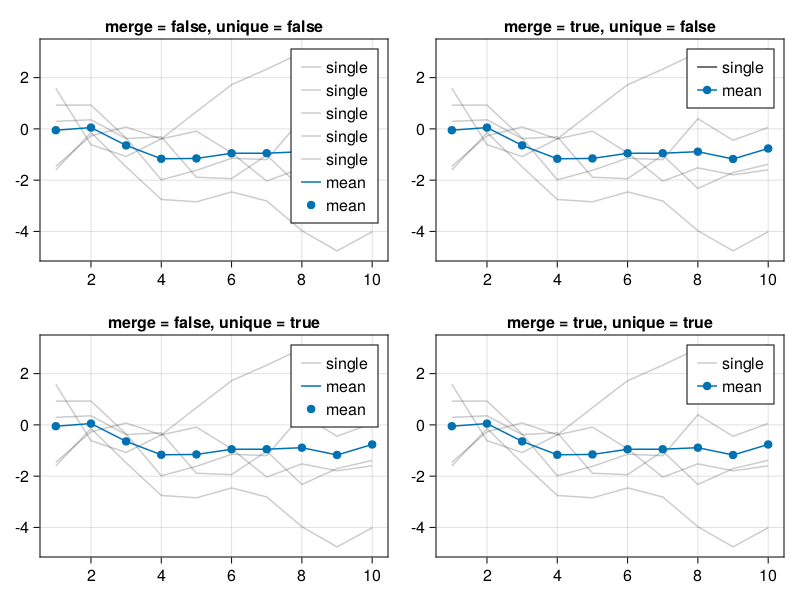 merge = false, unique = false
single
single
single
single
single
mean
mean
2
0
-2
-4
2 4 6 8 10
merge = true, unique = false
single
mean
2
0
-2
-4
2 4 6 8 10
merge = false, unique = true
single
mean
mean
2
0
-2
-4
2 4 6 8 10
merge = true, unique = true
single
mean
2
0
-2
-4
2 4 6 8 10